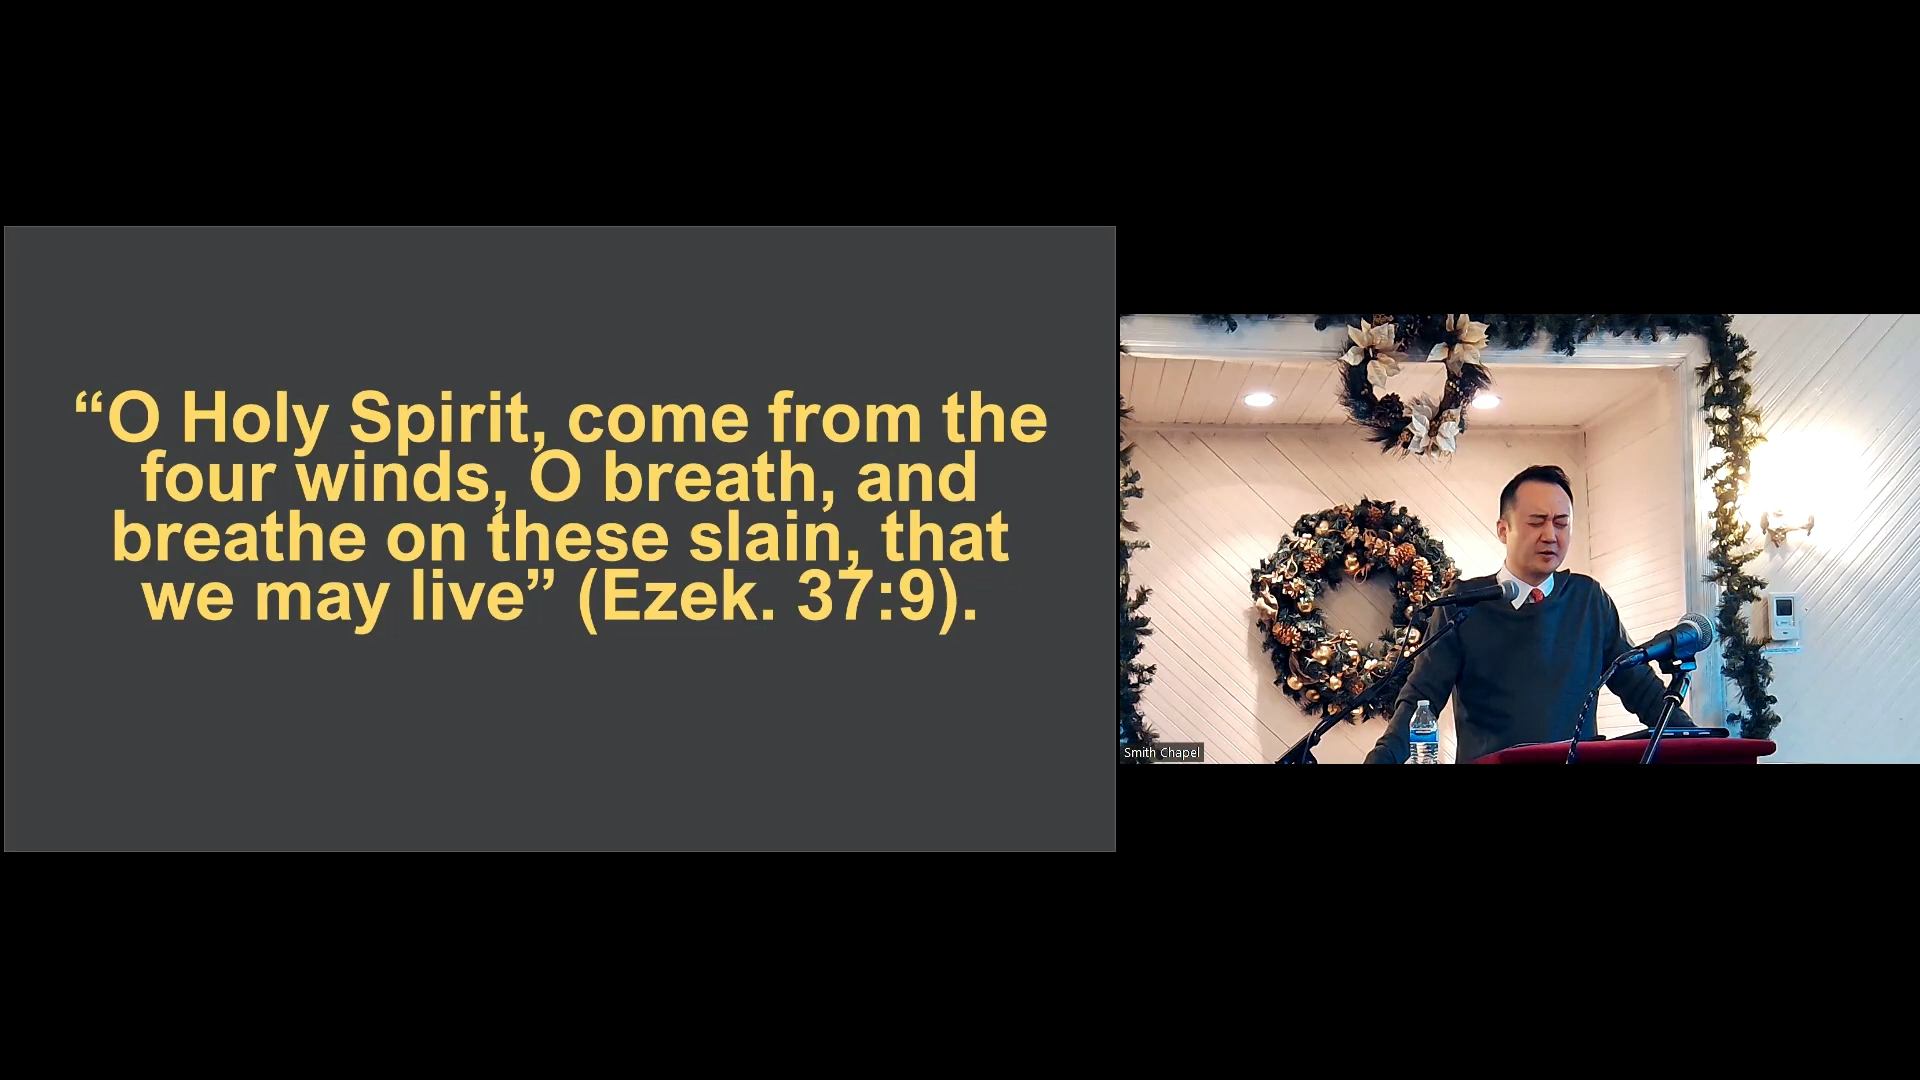 “O Holy Spirit, come from the
four winds, O breath, and
breathe on these slain, that
we may live” (Ezek. 37:9).
Smith Chapel